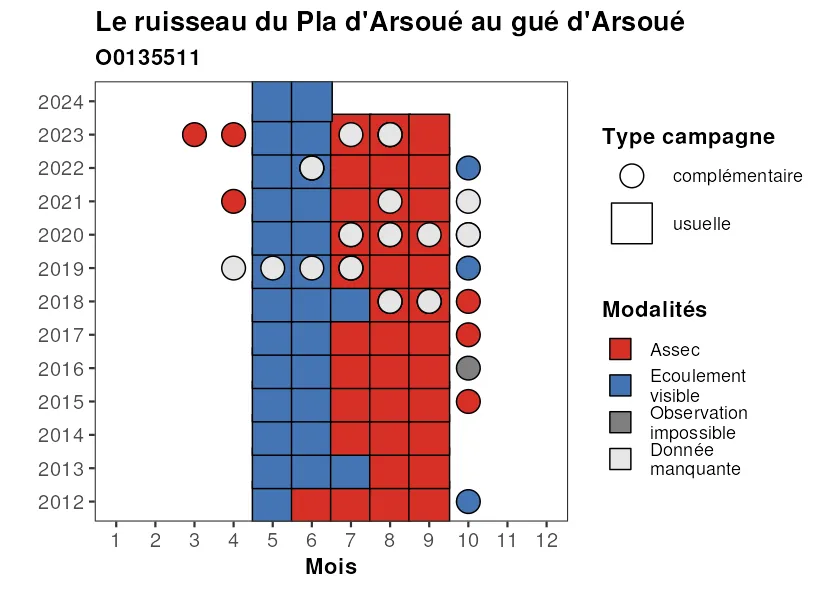 Le ruisseau du Pla d'Arsoué au gué d'Arsoué
O0135511
2024
2023
2022
2021
2020
2019
2018
2017
2016
2015
2014
2013
2012
1 2 3 4 5 6 7 8 9 10 11 12
Mois
Type campagne
complémentaire
usuelle
Modalités
Assec
Ecoulement
visible
Observation
impossible
Donnée
manquante